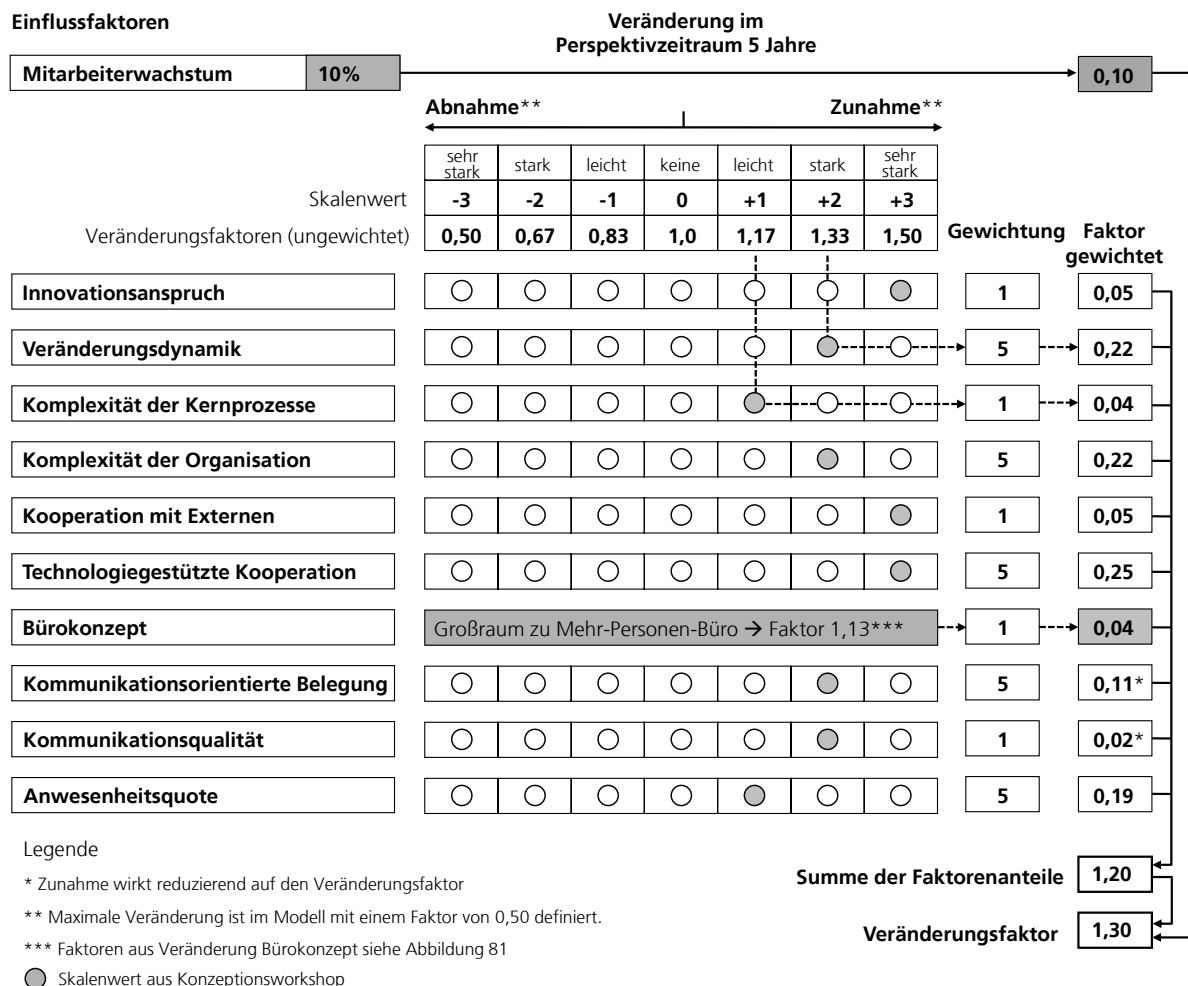 Einflussfaktoren
Veränderung im
Perspektivzeitraum 5 Jahre
Mitarbeiterwachstum 10% 0,10
Abnahme** Zunahme**
sehr stark stark leicht keine leicht stark sehr stark
Skalenwert -3 -2 -1 0 +1 +2 +3
Veränderungsfaktoren (ungewichtet) 0,50 0,67 0,83 1,0 1,17 1,33 1,50 Gewichtung Faktor gewichtet
Innovationsanspruch 1 0,05
Veränderungsdynamik 5 0,22
Komplexität der Kernprozesse 1 0,04
Komplexität der Organisation 5 0,22
Kooperation mit Externen 1 0,05
Technologiegestützte Kooperation 5 0,25
Bürokonzept Großraum zu Mehr-Personen-Büro → Faktor 1,13*** 1 0,04
Kommunikationsorientierte Belegung 5 0,11*
Kommunikationsqualität 1 0,02*
Anwesenheitsquote 5 0,19
Legende
* Zunahme wirkt reduzierend auf den Veränderungsfaktor
Summe der Faktorenanteile 1,20
** Maximale Veränderung ist im Modell mit einem Faktor von 0,50 definiert.
*** Faktoren aus Veränderung Bürokonzept siehe Abbildung 81
Veränderungsfaktor 1,30
Skalenwert aus Konzeptionsworkshop